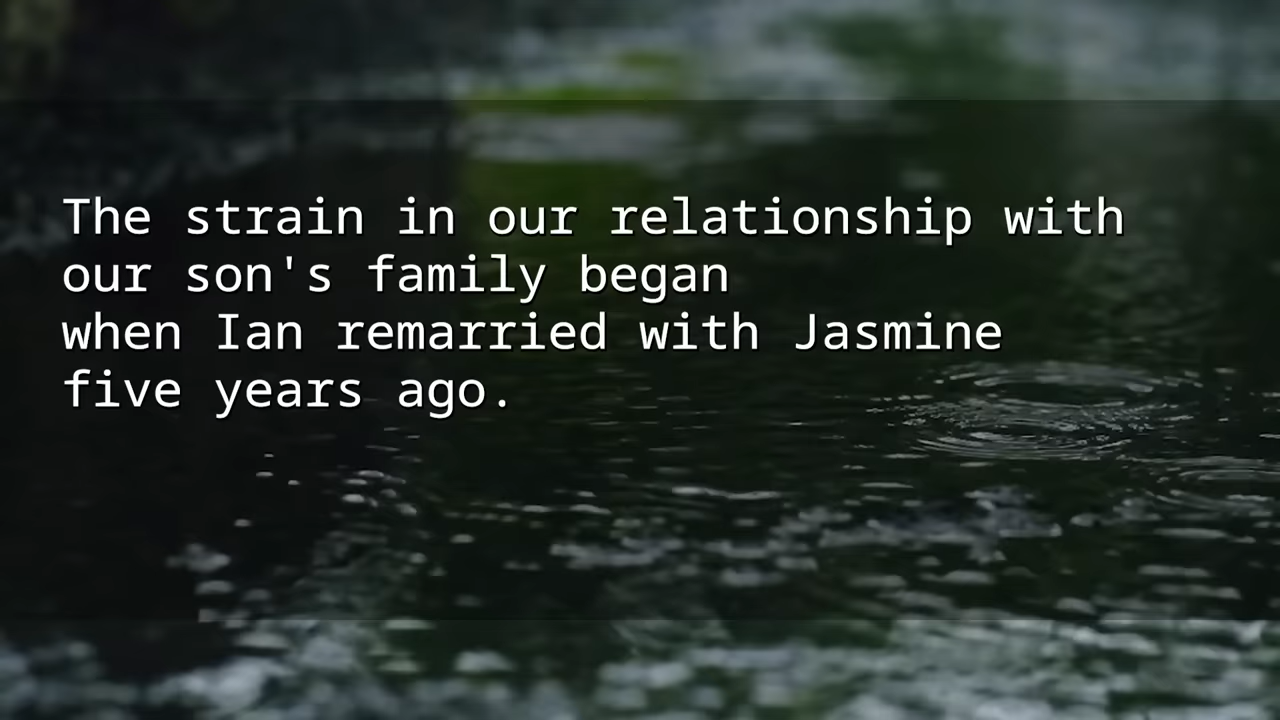 The strain in our relationship with
our son's family began
when Ian remarried with Jasmine
five years ago.